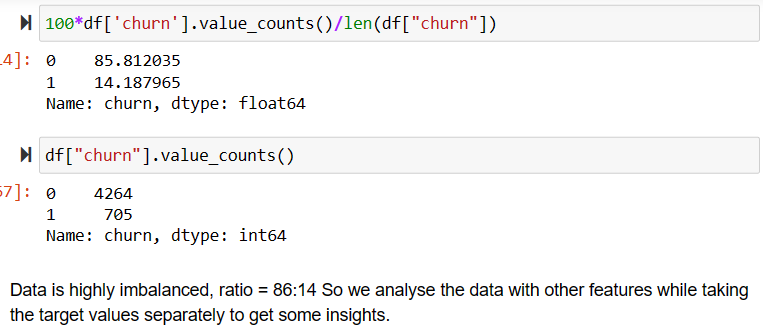 100*df['churn'].value_counts()/len(df["churn"])
4]: 0    85.812035
1    14.187965
Name: churn, dtype: float64
df["churn"].value_counts()
57]: 0    4264
1     705
Name: churn, dtype: int64
Data is highly imbalanced, ratio = 86:14 So we analyse the data with other features while taking
the target values separately to get some insights.